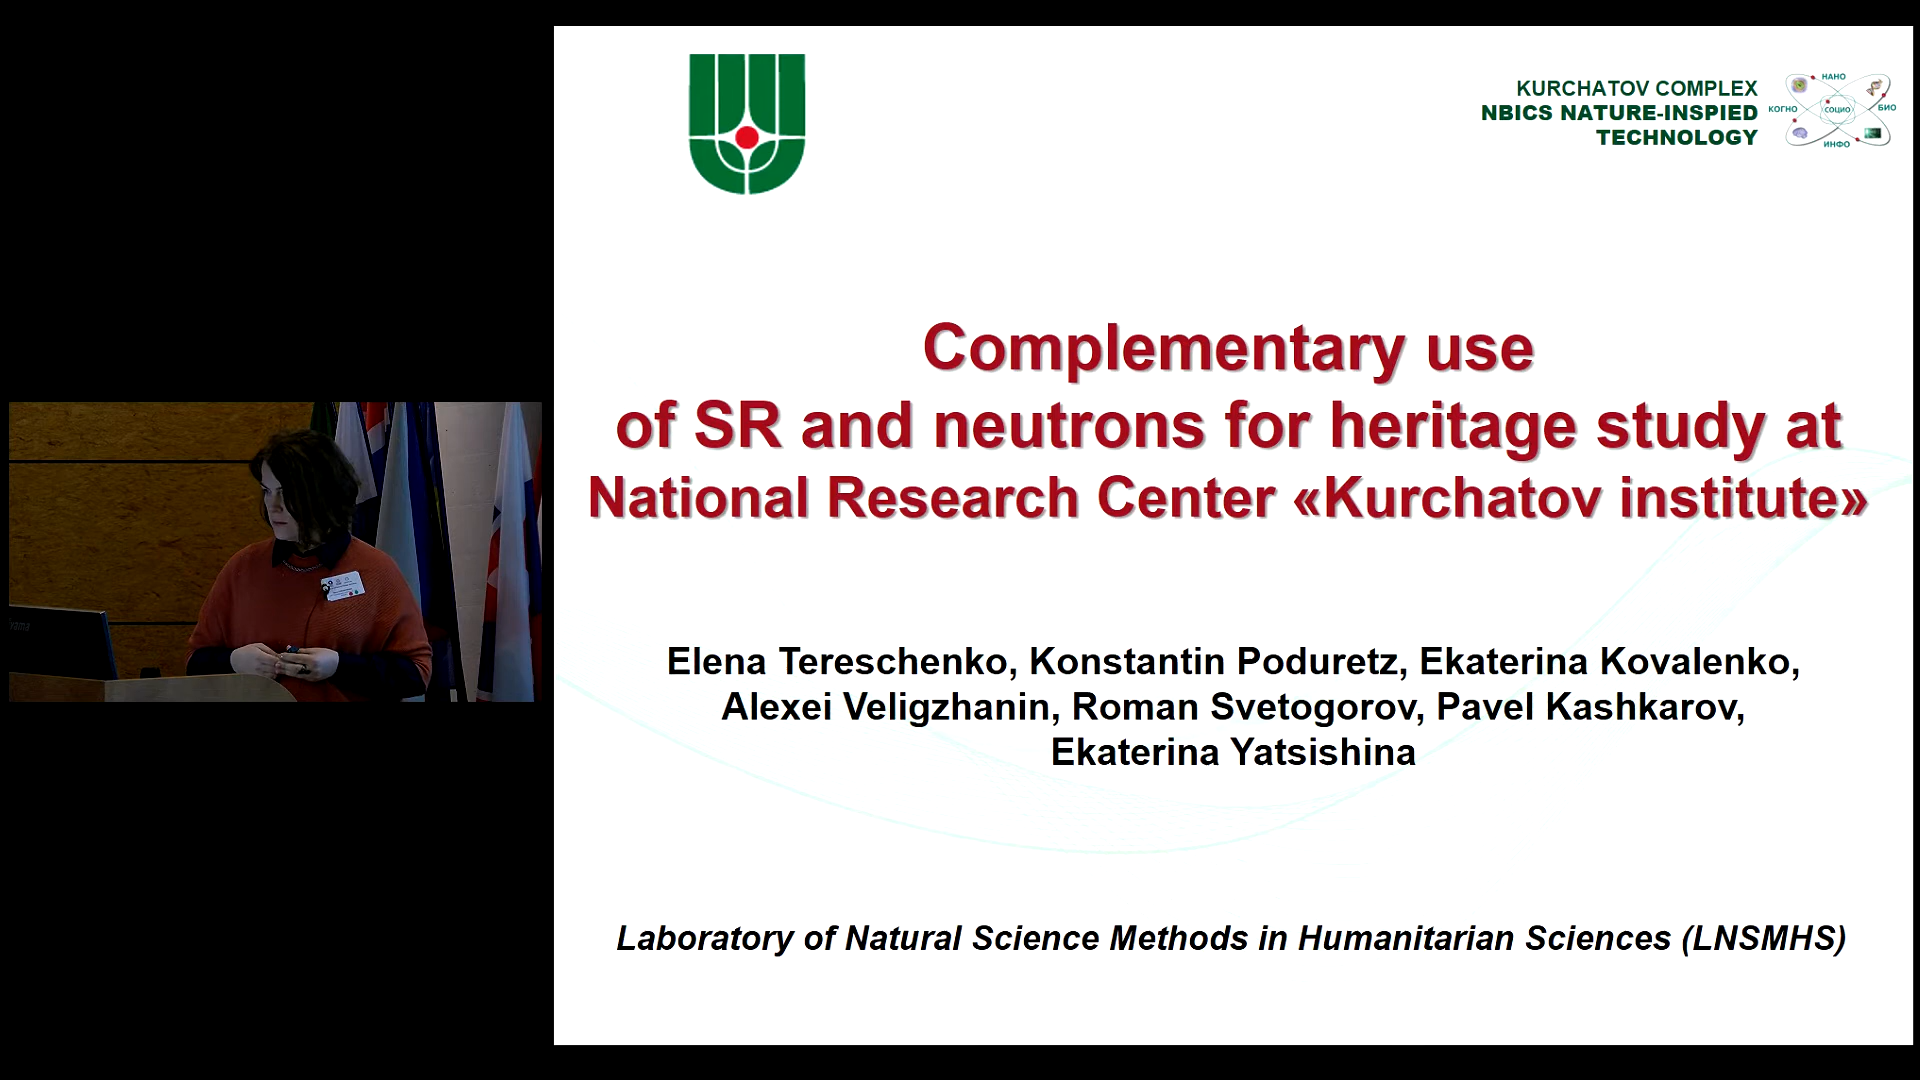 KURCHATOV COMPLEX
NBICS NATURE-INSPIED
TECHNOLOGY
НАНО
КОГНО
СОЦИО
БИО
ИНФО
Complementary use
of SR and neutrons for heritage study at
National Research Center «Kurchatov institute»
Elena Tereschenko, Konstantin Poduretz, Ekaterina Kovalenko,
Alexei Veligzhanin, Roman Svetogorov, Pavel Kashkarov,
Ekaterina Yatsishina
Laboratory of Natural Science Methods in Humanitarian Sciences (LNSMHS)